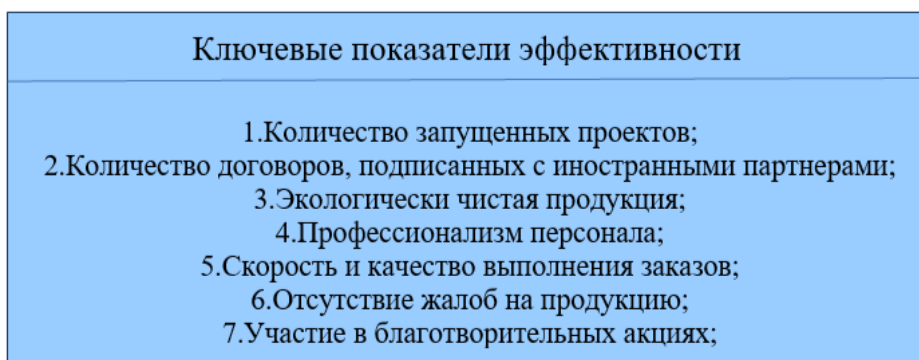 Ключевые показатели эффективности
1.Количество запущенных проектов;
2.Количество договоров, подписанных с иностранными партнерами;
3.Экологически чистая продукция;
4.Профессионализм персонала;
5.Скорость и качество выполнения заказов;
6.Отсутствие жалоб на продукцию;
7.Участие в благотворительных акциях;